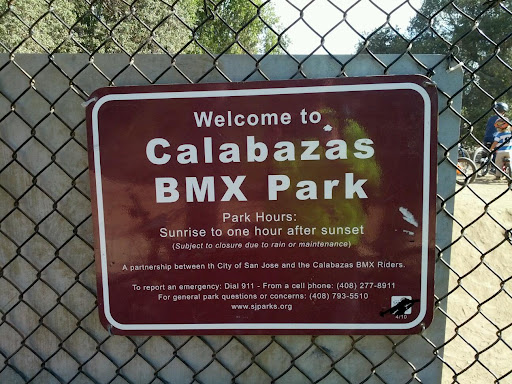 Welcome to
Calabazas
BMX Park
Park Hours:
Sunrise to one hour after sunset
(Subject to closure due to rain or maintenance)
A partnership between th City of San Jose and the Calabazas BMX Riders.
To report an emergency: Dial 911 - From a cell phone: (408) 277-8911
For general park questions or concerns: (408) 793-5510
www.sjparks.org
4/10